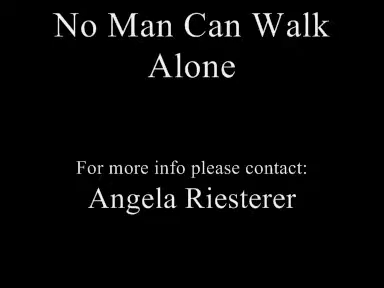 No Man Can Walk
Alone
For more info please contact:
Angela Riesterer